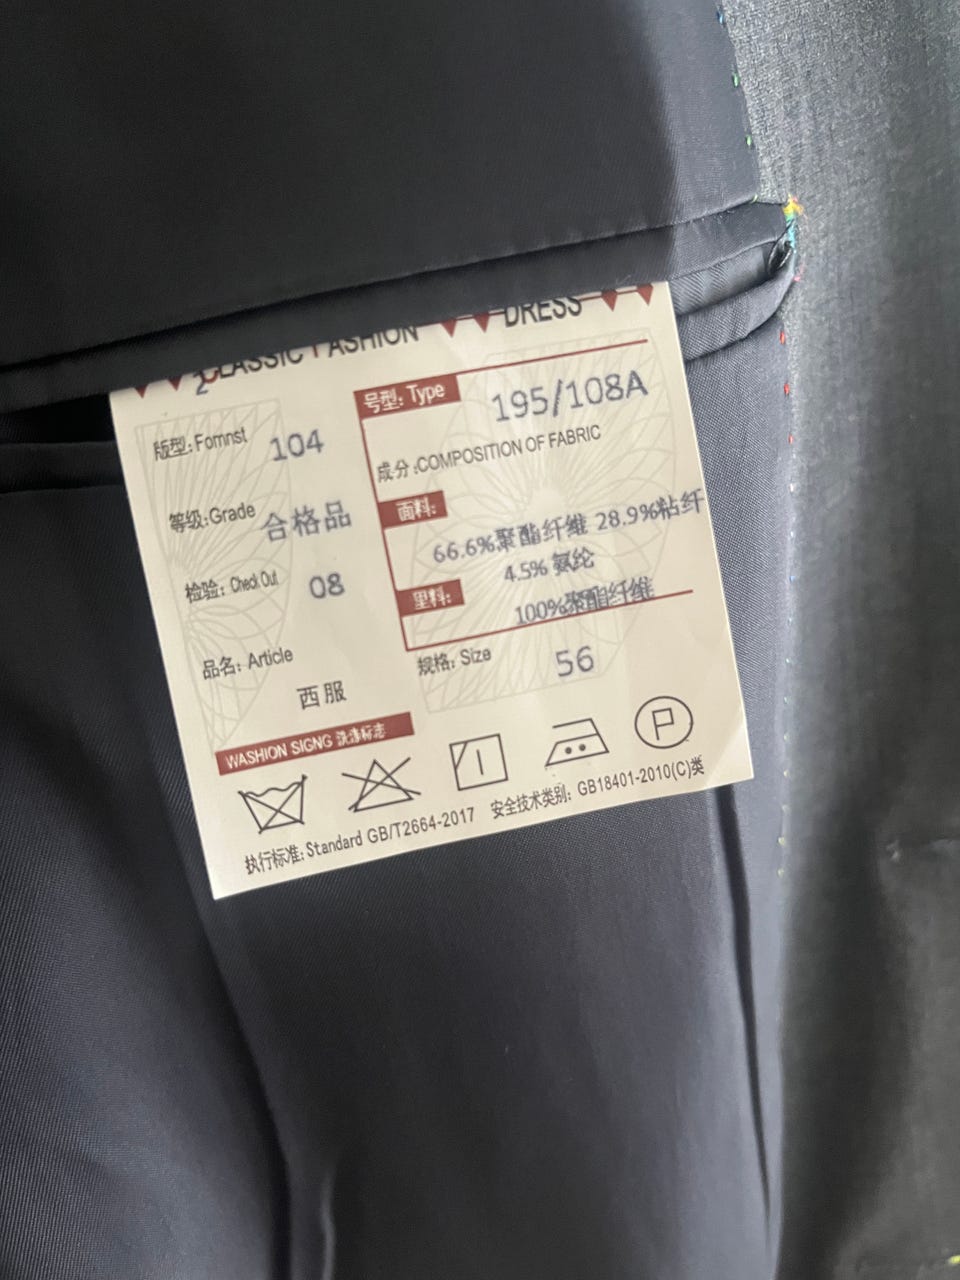 CLASSIC FASHION DRESS
2
版型:Fomnst 104
等级:Grade 合格品
检验: Check Out 08
品名: Article
西服
号型: Type 195/108A
成分:COMPOSITION OF FABRIC
面料:
66.6%聚酯纤维 28.9%粘纤
4.5% 氨纶
里料:
100%聚酯纤维
规格: Size 56
WASHION SIGNG 洗涤标志
P
执行标准: Standard GB/T2664-2017 安全技术类别: GB18401-2010(C)类